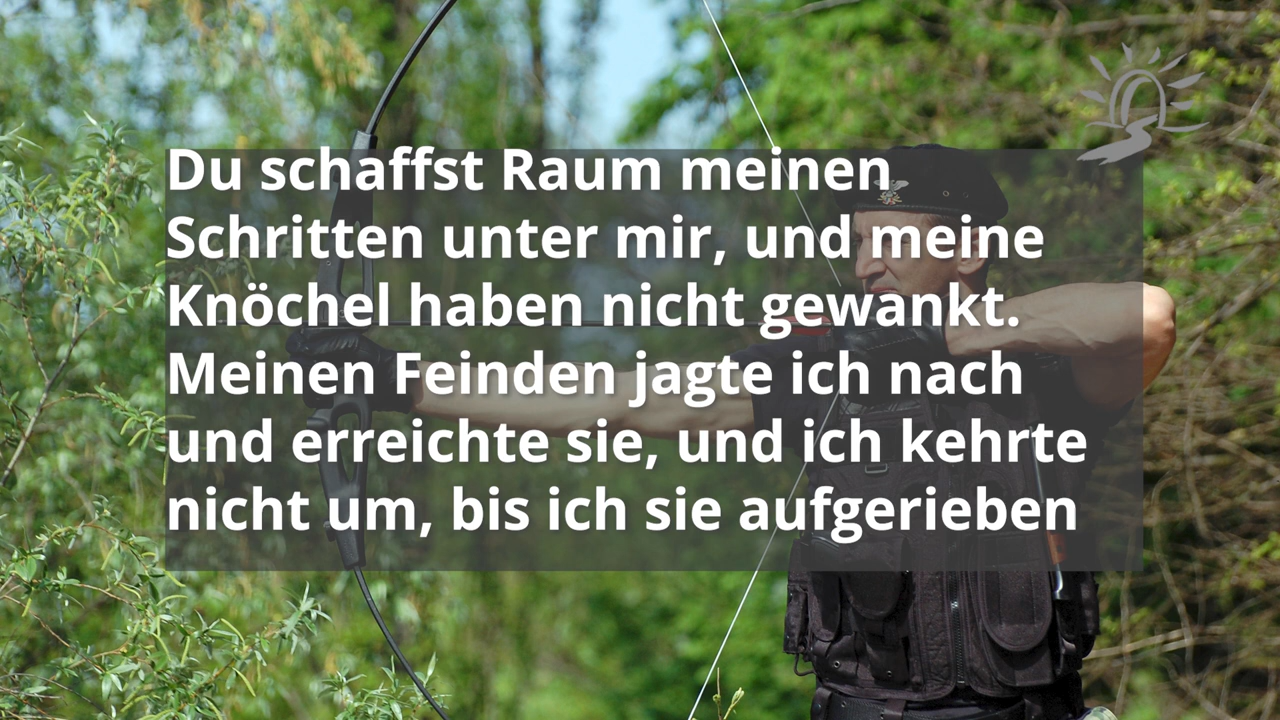 Du schaffst Raum meinen
Schritten unter mir, und meine
Knöchel haben nicht gewankt.
Meinen Feinden jagte ich nach
und erreichte sie, und ich kehrte
nicht um, bis ich sie aufgerieben